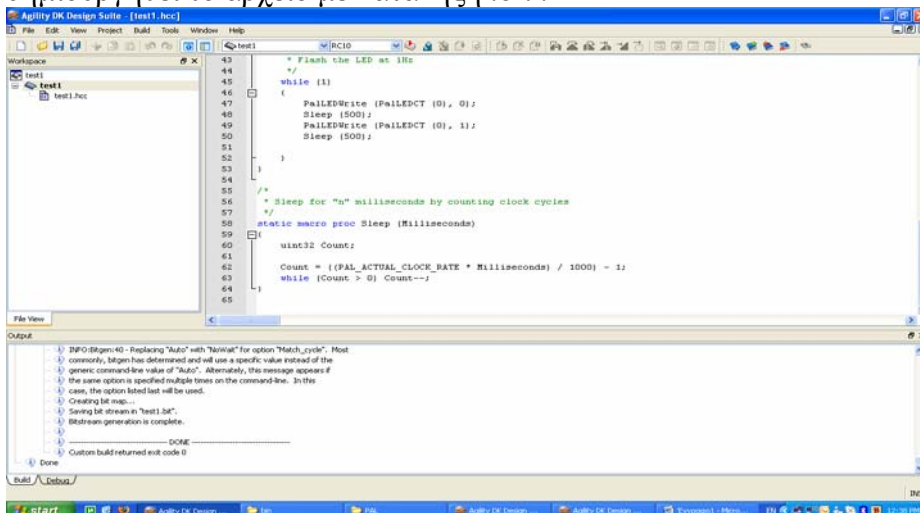 Agility DK Design Suite - [test1.hcc]
File Edit View Project Build Tools Window Help
test1 RC10
Workspace
test1
test1
test1.hcc
File View
43 * Flash the LED at 1Hz
44 */
45 while (1)
46 {
47 PalLEDWrite (PalLEDCT (0), 0);
48 Sleep (500);
49 PalLEDWrite (PalLEDCT (0), 1);
50 Sleep (500);
51
52 }
53 }
54
55 /*
56 * Sleep for "n" milliseconds by counting clock cycles
57 */
58 static macro proc Sleep (Milliseconds)
59 {
60 uint32 Count;
61
62 Count = ((PAL_ACTUAL_CLOCK_RATE * Milliseconds) / 1000) - 1;
63 while (Count > 0) Count--;
64 }
65
Output
INFO:Bitgen:40 - Replacing "Auto" with "NoWait" for option "Match_cycle". Most
commonly, bitgen has determined and will use a specific value instead of the
generic command-line value of "Auto". Alternately, this message appears if
the same option is specified multiple times on the command-line. In this
case, the option listed last will be used.
Creating bit map...
Saving bit stream in "test1.bit".
Bitstream generation is complete.
---------------------------------- DONE ----------------------------------
Custom build returned exit code 0
Done
Build Debug
start Agility DK Design ... bin PAL Agility DK Design ... Agility DK Design ... Έγγραφο1 - Micro... EN 12:38 PM